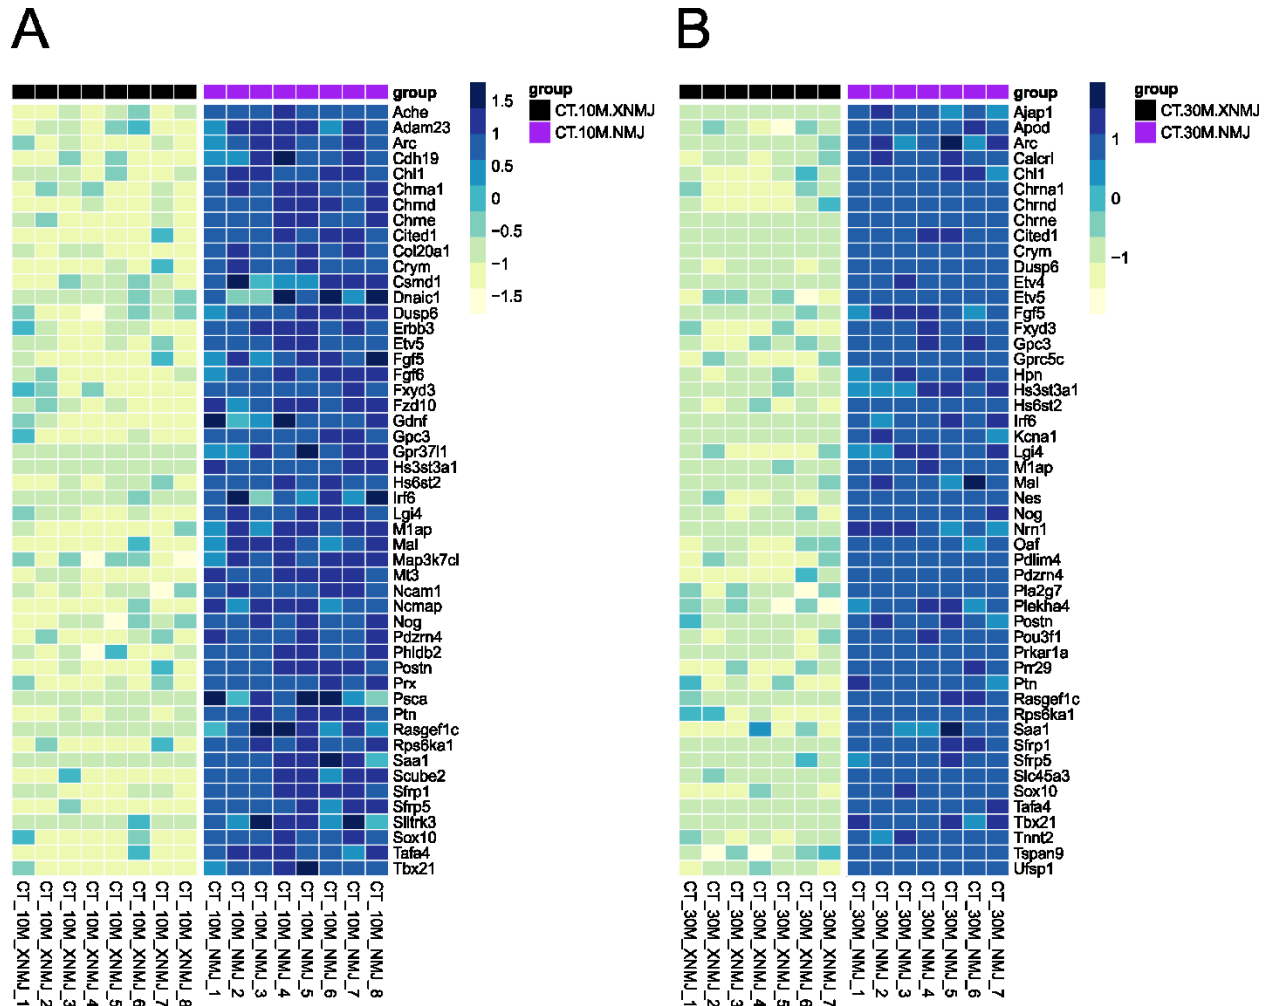 A
group
Ache
Adam23
Arc
Cdh19
Chl1
Chrna1
Chrnd
Chrne
Cited1
Col20a1
Crym
Csmd1
Dnaic1
Dusp6
Erbb3
Etv5
Fgf5
Fgf6
Fxyd3
Fzd10
Gdnf
Gpc3
Gpr37l1
Hs3st3a1
Hs6st2
Irf6
Lgi4
M1ap
Mal
Map3k7cl
Mt3
Ncam1
Ncmap
Nog
Pdzrn4
Phldb2
Postn
Prx
Psca
Ptn
Rasgef1c
Rps6ka1
Saa1
Scube2
Sfrp1
Sfrp5
Slitrk3
Sox10
Tafa4
Tbx21
1.5
1
0.5
0
−0.5
−1
−1.5
group
CT.10M.XNMJ
CT.10M.NMJ
CT_10M_XNMJ_1
CT_10M_XNMJ_2
CT_10M_XNMJ_3
CT_10M_XNMJ_4
CT_10M_XNMJ_5
CT_10M_XNMJ_6
CT_10M_XNMJ_7
CT_10M_XNMJ_8
CT_10M_NMJ_1
CT_10M_NMJ_2
CT_10M_NMJ_3
CT_10M_NMJ_4
CT_10M_NMJ_5
CT_10M_NMJ_6
CT_10M_NMJ_7
CT_10M_NMJ_8
B
group
Ajap1
Apod
Arc
Calcrl
Chl1
Chrna1
Chrnd
Chrne
Cited1
Crym
Dusp6
Etv4
Etv5
Fgf5
Fxyd3
Gpc3
Gprc5c
Hpn
Hs3st3a1
Hs6st2
Irf6
Kcna1
Lgi4
M1ap
Mal
Nes
Nog
Nrn1
Oaf
Pdlim4
Pdzrn4
Pla2g7
Plekha4
Postn
Pou3f1
Prkar1a
Prr29
Ptn
Rasgef1c
Rps6ka1
Saa1
Sfrp1
Sfrp5
Slc45a3
Sox10
Tafa4
Tbx21
Tnnt2
Tspan9
Ufsp1
1
0
−1
group
CT.30M.XNMJ
CT.30M.NMJ
CT_30M_XNMJ_1
CT_30M_XNMJ_2
CT_30M_XNMJ_3
CT_30M_XNMJ_4
CT_30M_XNMJ_5
CT_30M_XNMJ_6
CT_30M_XNMJ_7
CT_30M_NMJ_1
CT_30M_NMJ_2
CT_30M_NMJ_3
CT_30M_NMJ_4
CT_30M_NMJ_5
CT_30M_NMJ_6
CT_30M_NMJ_7